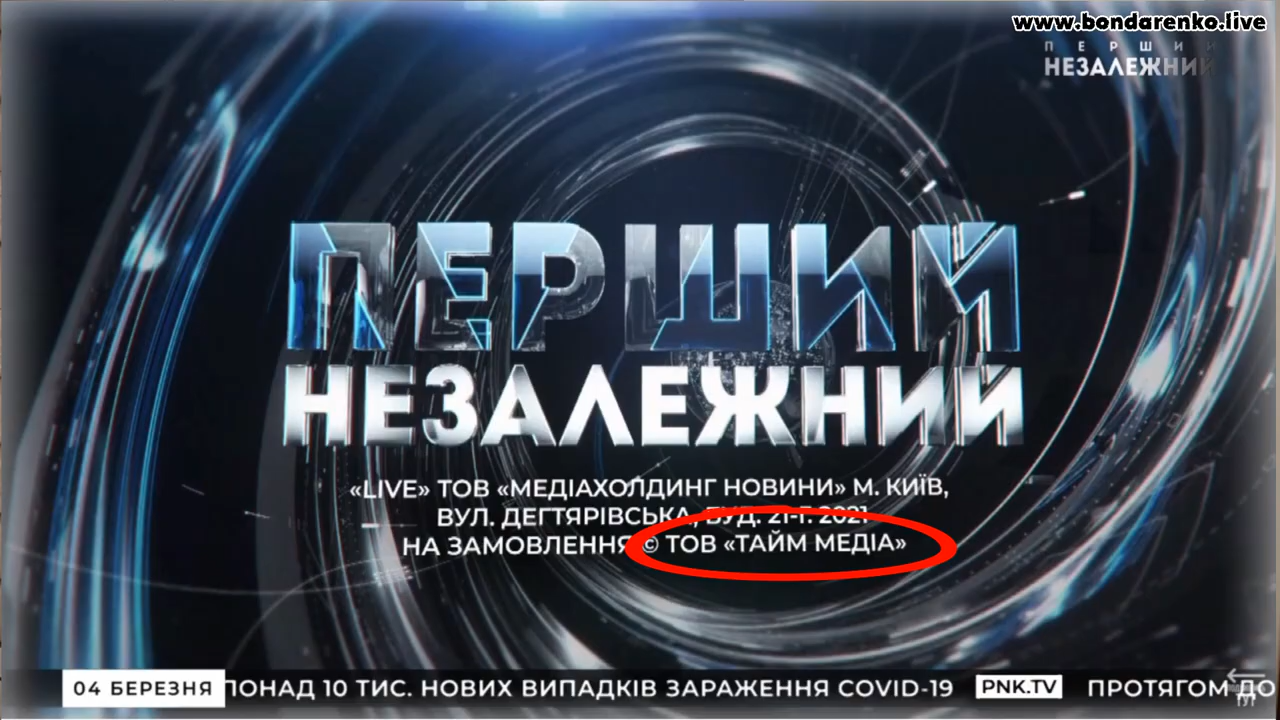 www.bondarenko.live
ПЕРШИЙ
НЕЗАЛЕЖНИЙ
ПЕРШИЙ
НЕЗАЛЕЖНИЙ
«LIVE» ТОВ «МЕДІАХОЛДИНГ НОВИНИ» М. КИЇВ,
ВУЛ. ДЕГТЯРІВСЬКА, БУД. 21-Г. 2021
НА ЗАМОВЛЕННЯ © ТОВ «ТАЙМ МЕДІА»
04 БЕРЕЗНЯ ПОНАД 10 ТИС. НОВИХ ВИПАДКІВ ЗАРАЖЕННЯ COVID-19 PNK.TV ПРОТЯГОМ ДО